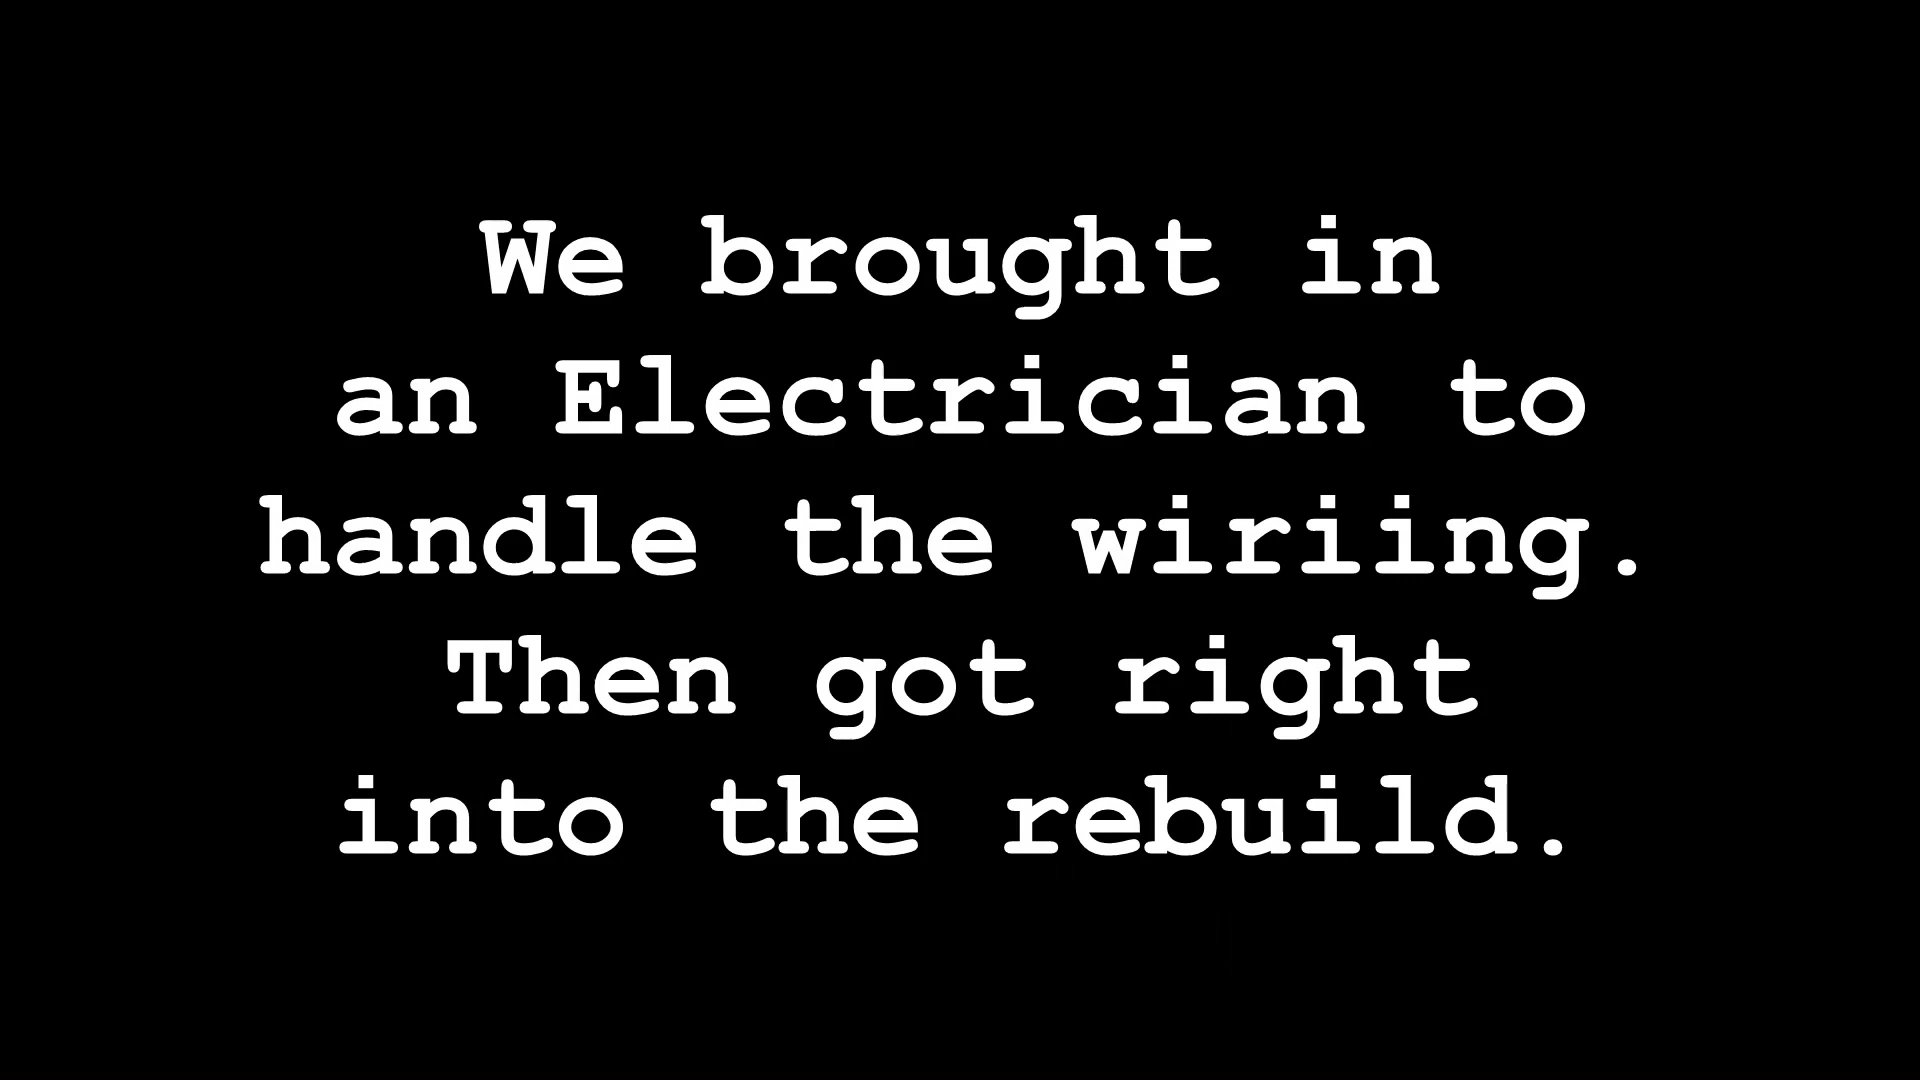 We brought in
an Electrician to
handle the wiriing.
Then got right
into the rebuild.